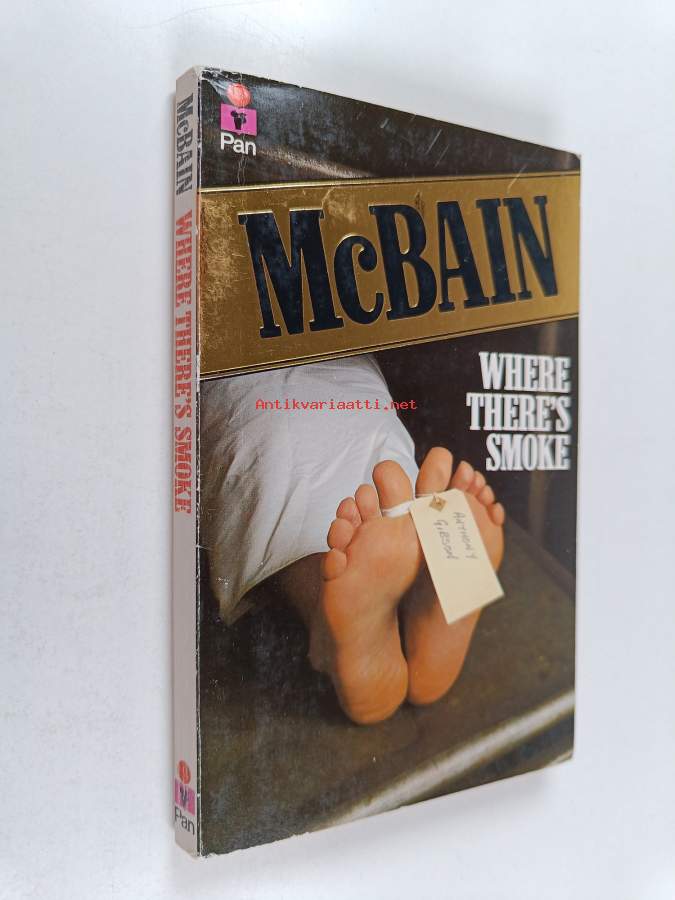 McBAIN WHERE THERE'S SMOKE
Pan
Pan
McBAIN
WHERE
THERE'S
SMOKE
Antikvariaatti.net
ANTHONY
GIBSON